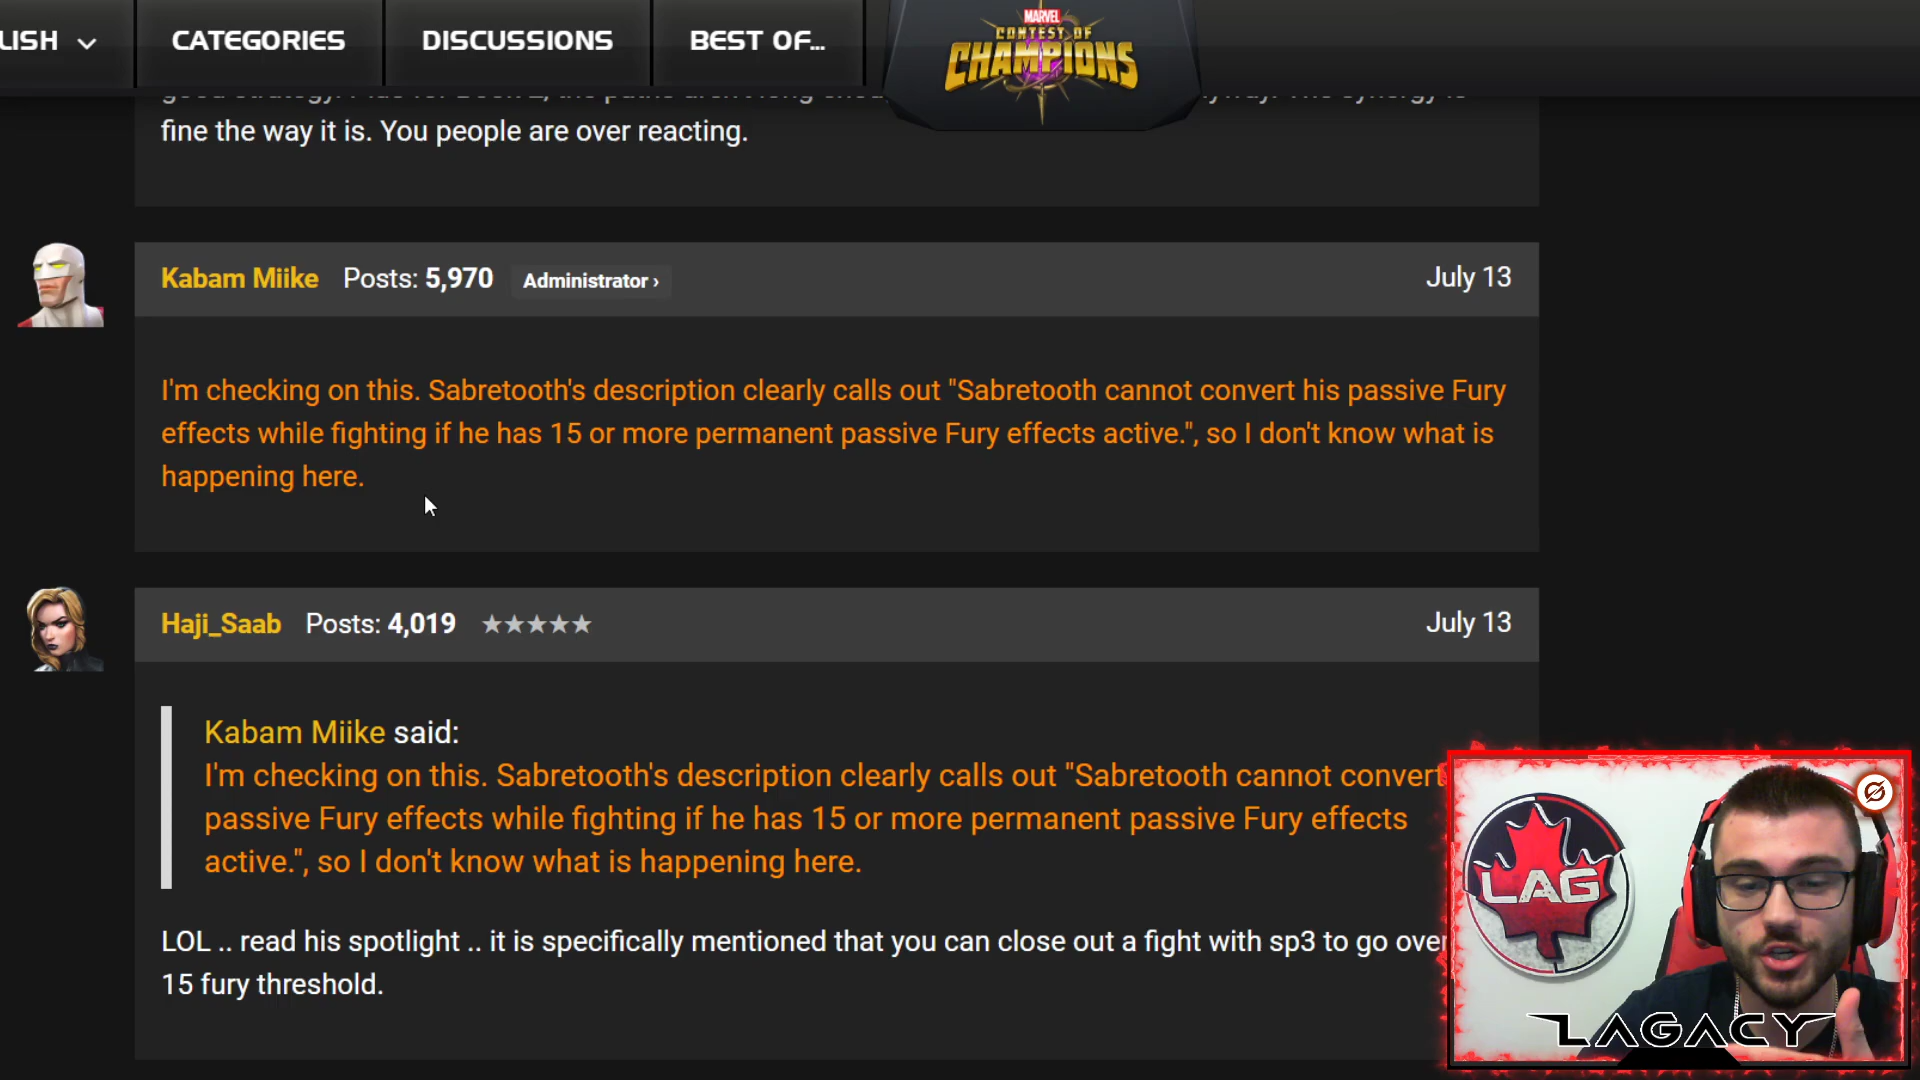 LISH
CATEGORIES
DISCUSSIONS
BEST OF...
MARVEL
CONTEST OF
CHAMPIONS
fine the way it is. You people are over reacting.
Kabam Miike Posts: 5,970 Administrator › July 13
I'm checking on this. Sabretooth's description clearly calls out "Sabretooth cannot convert his passive Fury
effects while fighting if he has 15 or more permanent passive Fury effects active.", so I don't know what is
happening here.
Haji_Saab Posts: 4,019 ★★★★★ July 13
Kabam Miike said:
I'm checking on this. Sabretooth's description clearly calls out "Sabretooth cannot convert
passive Fury effects while fighting if he has 15 or more permanent passive Fury effects
active.", so I don't know what is happening here.
LOL .. read his spotlight .. it is specifically mentioned that you can close out a fight with sp3 to go over
15 fury threshold.
LAG
LAGACY